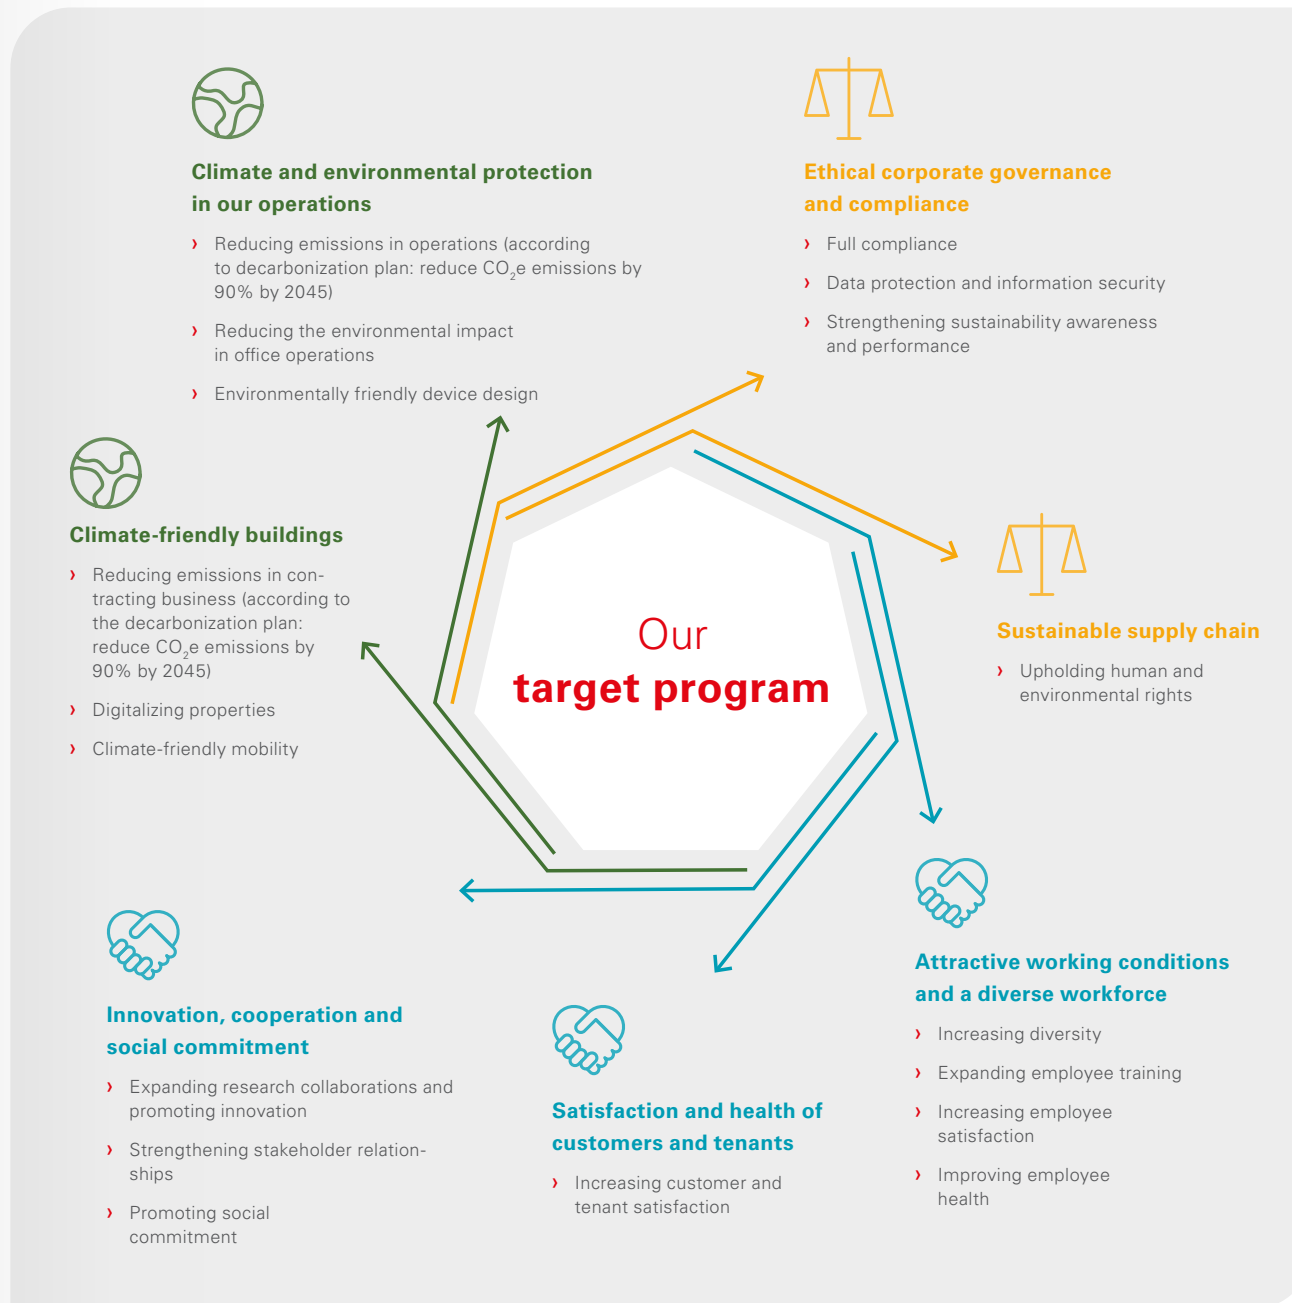 Climate and environmental protection
in our operations
› Reducing emissions in operations (according
to decarbonization plan: reduce CO₂e emissions by
90% by 2045)
› Reducing the environmental impact
in office operations
› Environmentally friendly device design
Ethical corporate governance
and compliance
› Full compliance
› Data protection and information security
› Strengthening sustainability awareness
and performance
Climate-friendly buildings
› Reducing emissions in con-
tracting business (according to
the decarbonization plan:
reduce CO₂e emissions by
90% by 2045)
› Digitalizing properties
› Climate-friendly mobility
Our
target program
Sustainable supply chain
› Upholding human and
environmental rights
Innovation, cooperation and
social commitment
› Expanding research collaborations and
promoting innovation
› Strengthening stakeholder relation-
ships
› Promoting social
commitment
Satisfaction and health of
customers and tenants
› Increasing customer and
tenant satisfaction
Attractive working conditions
and a diverse workforce
› Increasing diversity
› Expanding employee training
› Increasing employee
satisfaction
› Improving employee
health